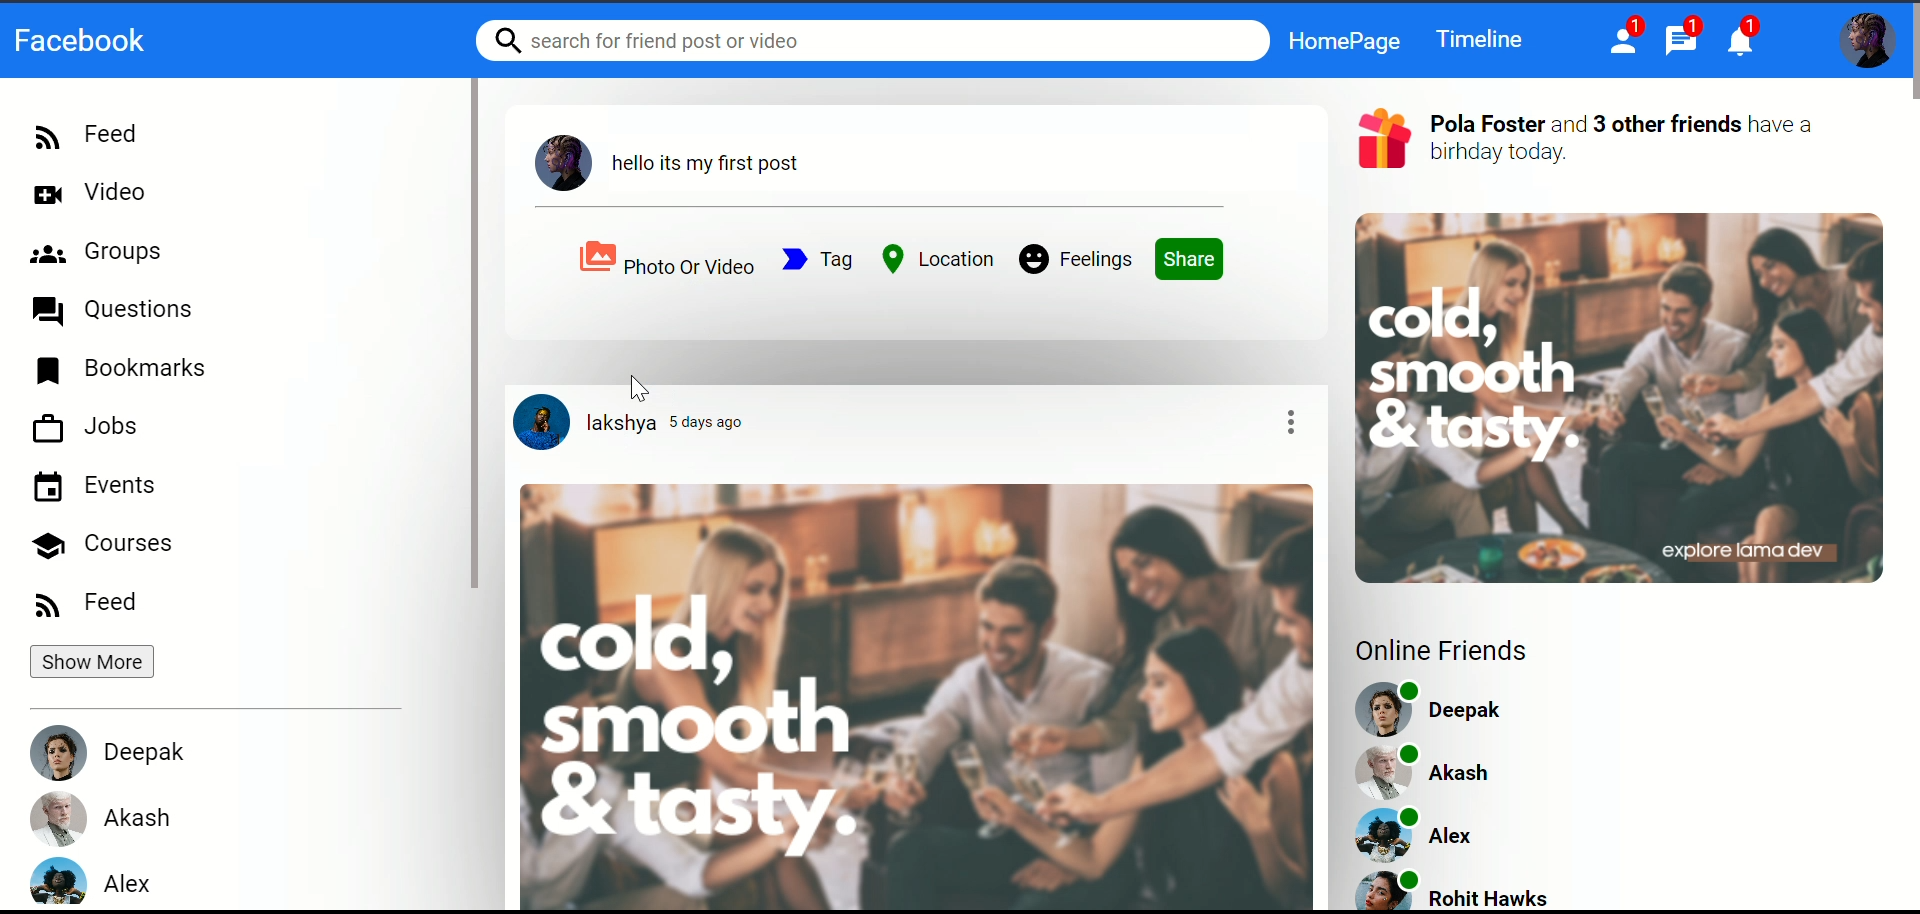 Facebook
search for friend post or video
HomePage
Timeline
1
1
1
Feed
Video
Groups
Questions
Bookmarks
Jobs
Events
Courses
Feed
Show More
Deepak
Akash
Alex
hello its my first post
Photo Or Video
Tag
Location
Feelings
Share
lakshya 5 days ago
cold,
smooth
& tasty.
Pola Foster and 3 other friends have a
birhday today.
cold,
smooth
& tasty.
explore lama dev
Online Friends
Deepak
Akash
Alex
Rohit Hawks